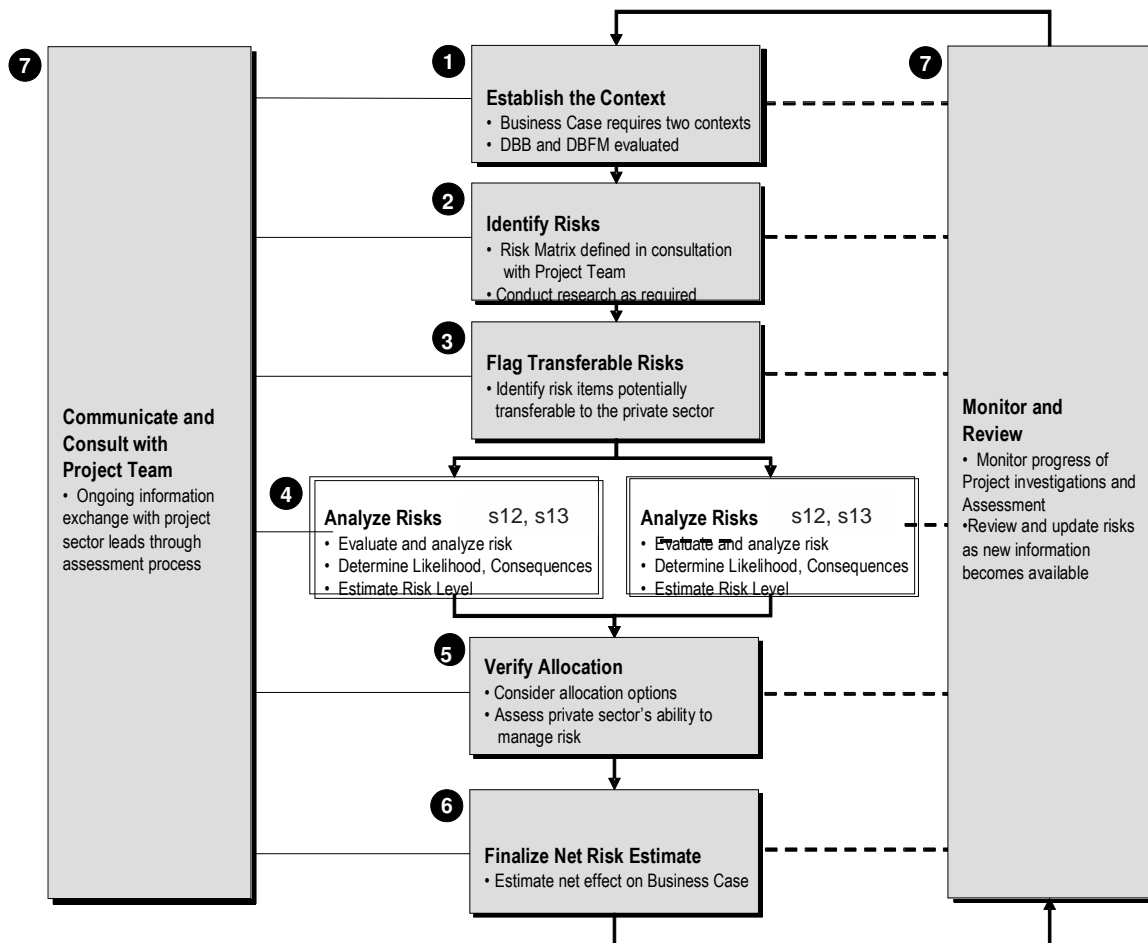 7
Communicate and
Consult with
Project Team
• Ongoing information
exchange with project
sector leads through
assessment process
1
Establish the Context
• Business Case requires two contexts
• DBB and DBFM evaluated
2
Identify Risks
• Risk Matrix defined in consultation
with Project Team
• Conduct research as required
3
Flag Transferable Risks
• Identify risk items potentially
transferable to the private sector
4
Analyze Risks s12, s13
• Evaluate and analyze risk
• Determine Likelihood, Consequences
• Estimate Risk Level
Analyze Risks s12, s13
• Evaluate and analyze risk
• Determine Likelihood, Consequences
• Estimate Risk Level
5
Verify Allocation
• Consider allocation options
• Assess private sector's ability to
manage risk
6
Finalize Net Risk Estimate
• Estimate net effect on Business Case
7
Monitor and
Review
• Monitor progress of
Project investigations and
Assessment
•Review and update risks
as new information
becomes available